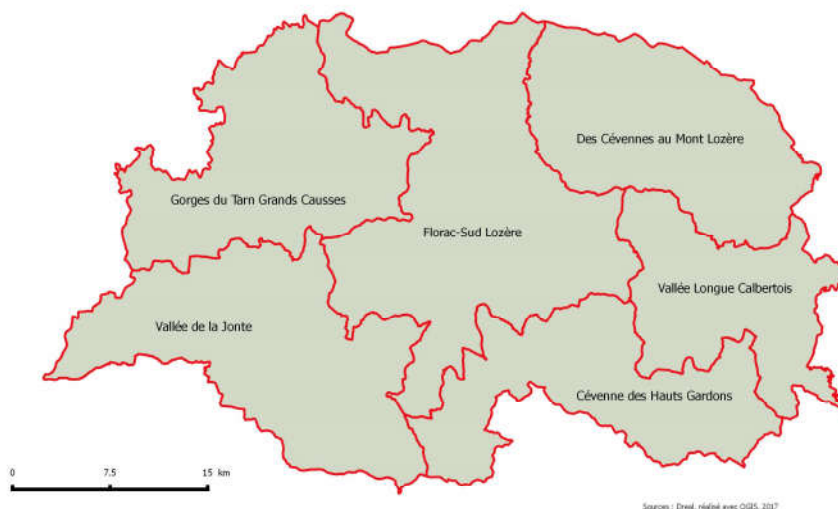 Des Cévennes au Mont Lozère
Gorges du Tarn Grands Causses
Florac-Sud Lozère
Vallée Longue Calbertois
Vallée de la Jonte
Cévenne des Hauts Gardons
0 7.5 15 km
Sources : Dreal, réalisé avec QGIS, 2017